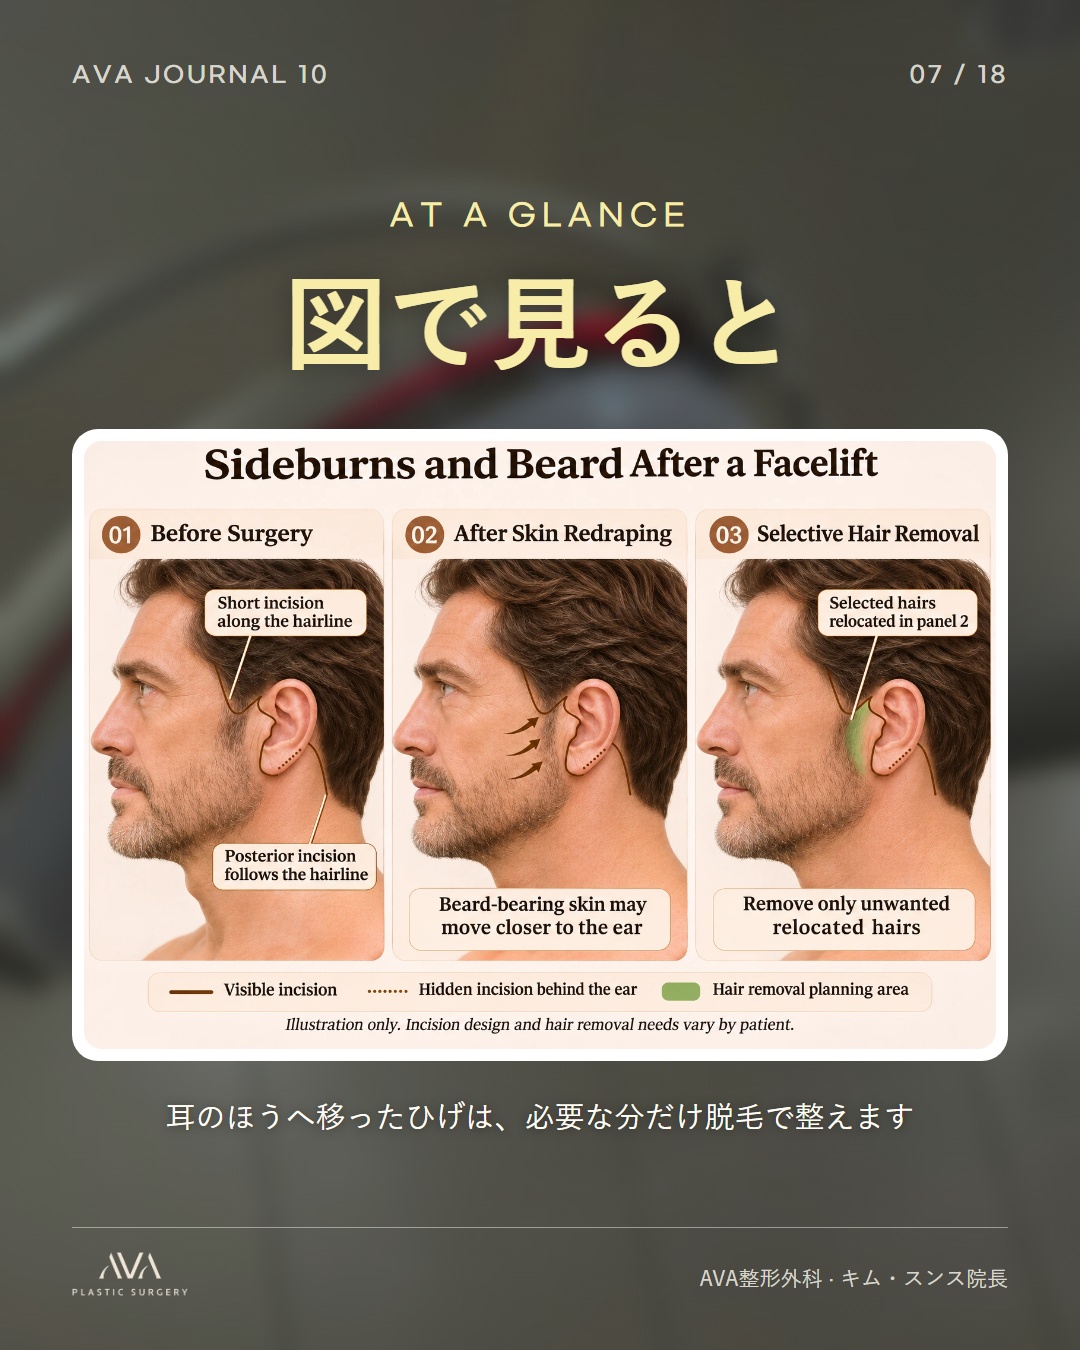 AVA JOURNAL 10
07 / 18
AT A GLANCE
図で見ると
Sideburns and Beard After a Facelift
01 Before Surgery
Short incision
along the hairline
Posterior incision
follows the hairline
02 After Skin Redraping
Beard-bearing skin may
move closer to the ear
03 Selective Hair Removal
Selected hairs
relocated in panel 2
Remove only unwanted
relocated hairs
Visible incision
Hidden incision behind the ear
Hair removal planning area
Illustration only. Incision design and hair removal needs vary by patient.
耳のほうへ移ったひげは、必要な分だけ脱毛で整えます
AVA
PLASTIC SURGERY
AVA整形外科 · キム・スンス院長